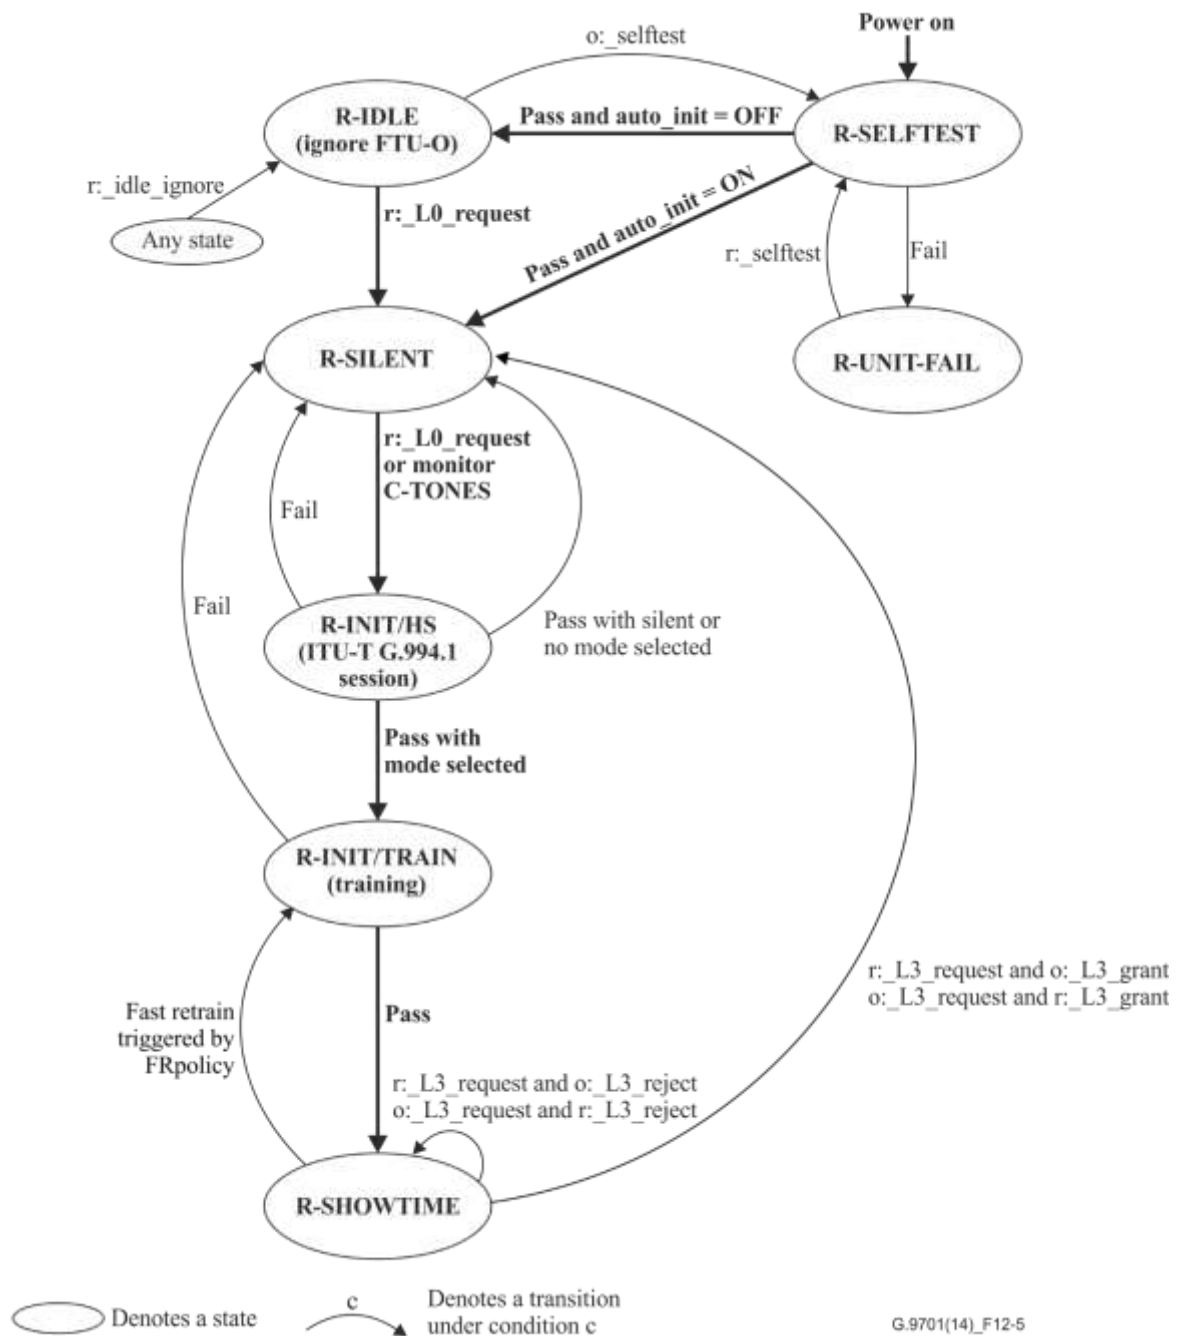 Power on
o:_selftest
R-IDLE
(ignore FTU-O)
Pass and auto_init = OFF
R-SELFTEST
r:_idle_ignore
Any state
r:_L0_request
Pass and auto_init = ON
r:_selftest
Fail
R-SILENT
R-UNIT-FAIL
r:_L0_request
or monitor
C-TONES
Fail
Fail
R-INIT/HS
(ITU-T G.994.1
session)
Pass with silent or
no mode selected
Pass with
mode selected
R-INIT/TRAIN
(training)
r:_L3_request and o:_L3_grant
o:_L3_request and r:_L3_grant
Fast retrain
triggered by
FRpolicy
Pass
r:_L3_request and o:_L3_reject
o:_L3_request and r:_L3_reject
R-SHOWTIME
Denotes a state
c
Denotes a transition
under condition c
G.9701(14)_F12-5